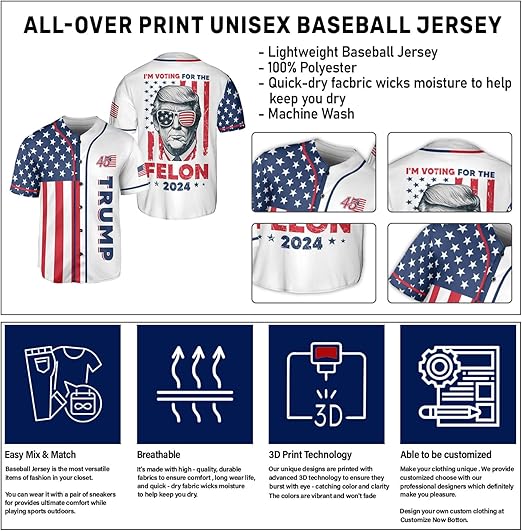 ALL-OVER PRINT UNISEX BASEBALL JERSEY
- Lightweight Baseball Jersey
- 100% Polyester
- Quick-dry facbric wicks moisture to help
keep you dry
- Machine Wash
I'M VOTING FOR THE
FELON
2024
45
TRUMP
I'M VOTING FOR THE
FELON
2024
45
3D
Easy Mix & Match
Baseball Jersey is the most versatile
items of fashion in your closet.
You can wear it with a pair of sneakers
for provides ultimate comfort while
playing sports outdoors.
Breathable
It's made with high - quality, durable
fabrics to ensure comfort , long wear life,
and quick - dry fabric wicks moisture
to help keep you dry.
3D Print Technology
Our unique designs are printed with
advanced 3D technology to ensure they
burst with eye - catching color and clarity
The colors are vibrant and won't fade
Able to be customized
Make your clothing unique . We provide
customized choose with our
professional designers which definitely
make you pleasure.
Design your own custom clothing at
Customize Now Botton.